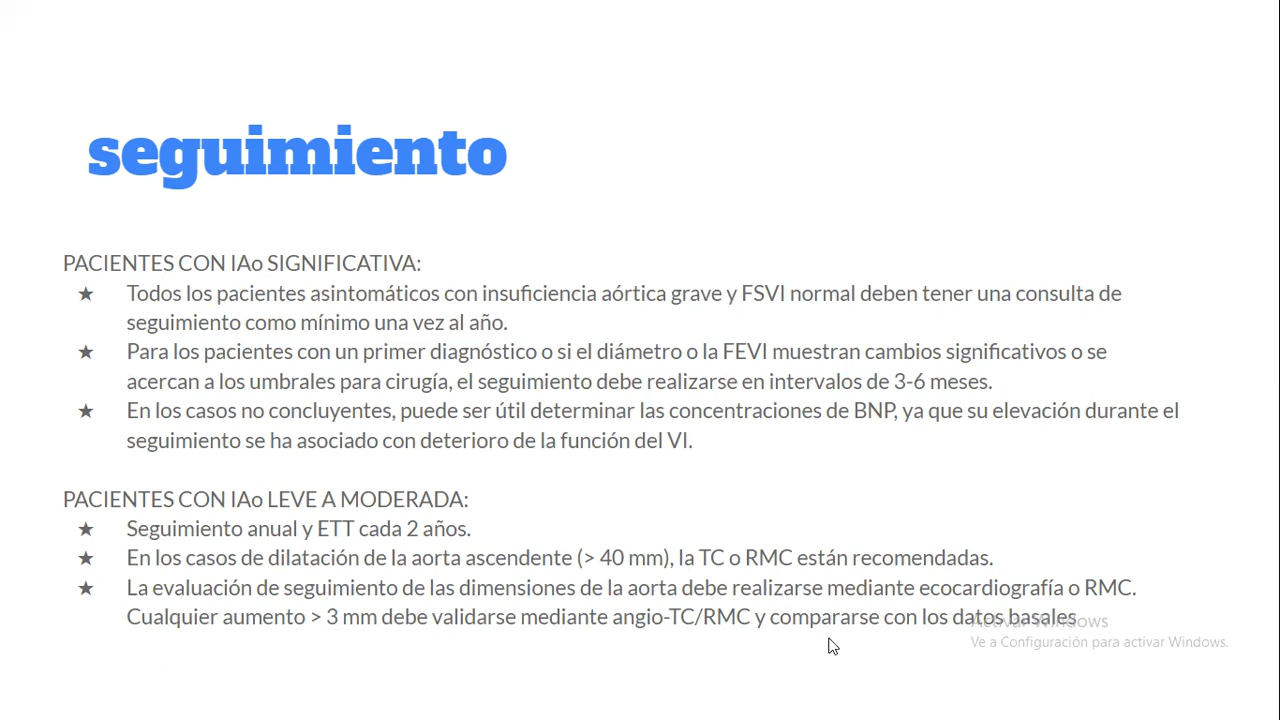 seguimiento
PACIENTES CON IAo SIGNIFICATIVA:
★ Todos los pacientes asintomáticos con insuficiencia aórtica grave y FSVI normal deben tener una consulta de
seguimiento como mínimo una vez al año.
★ Para los pacientes con un primer diagnóstico o si el diámetro o la FEVI muestran cambios significativos o se
acercan a los umbrales para cirugía, el seguimiento debe realizarse en intervalos de 3-6 meses.
★ En los casos no concluyentes, puede ser útil determinar las concentraciones de BNP, ya que su elevación durante el
seguimiento se ha asociado con deterioro de la función del VI.
PACIENTES CON IAo LEVE A MODERADA:
★ Seguimiento anual y ETT cada 2 años.
★ En los casos de dilatación de la aorta ascendente (> 40 mm), la TC o RMC están recomendadas.
★ La evaluación de seguimiento de las dimensiones de la aorta debe realizarse mediante ecocardiografía o RMC.
Cualquier aumento > 3 mm debe validarse mediante angio-TC/RMC y compararse con los datos basales
Activar Windows
Ve a Configuración para activar Windows.